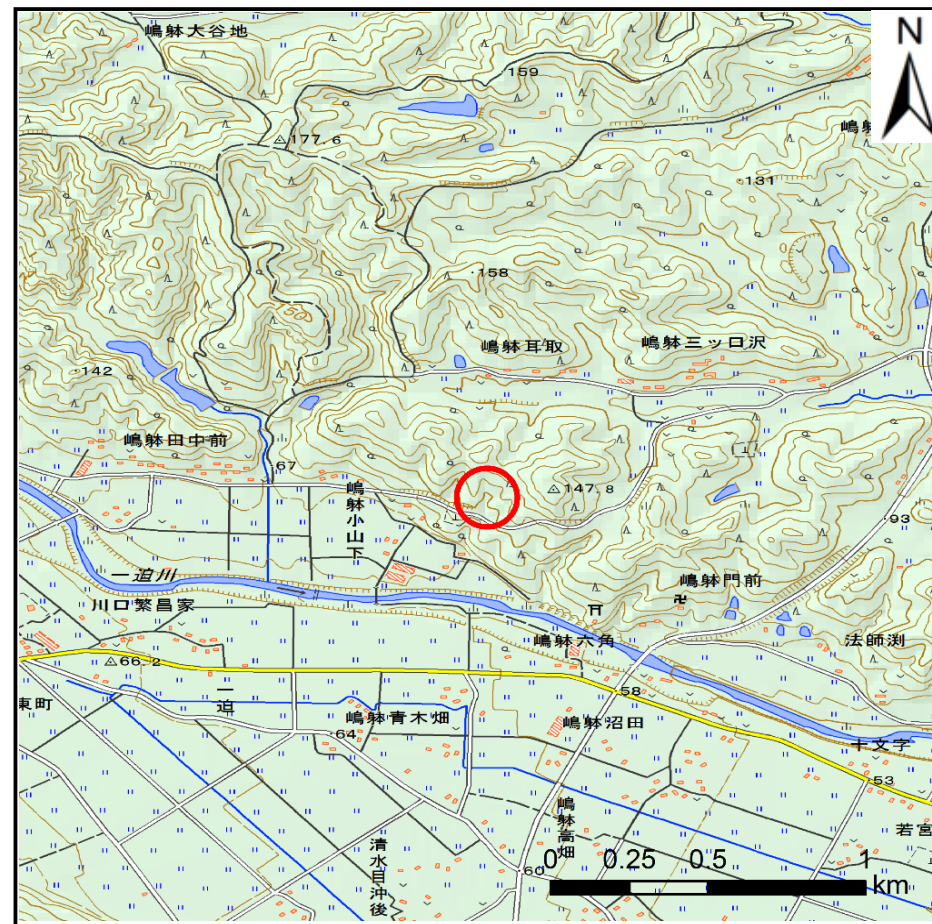 嶋躰大谷地
N
159
177.6
嶋躰
131
158
50
嶋躰耳取
嶋躰三ッ口沢
142
嶋躰田中前
67
嶋躰小山下
147.8
93
一迫川
川口繁昌家
嶋躰門前
嶋躰六角
法師渕
66.2
一迫
58
東町
嶋躰青木畑
64
嶋躰沼田
十文字
53
嶋躰高畑
若宮
清水目沖後
60
0 0.25 0.5 1
km